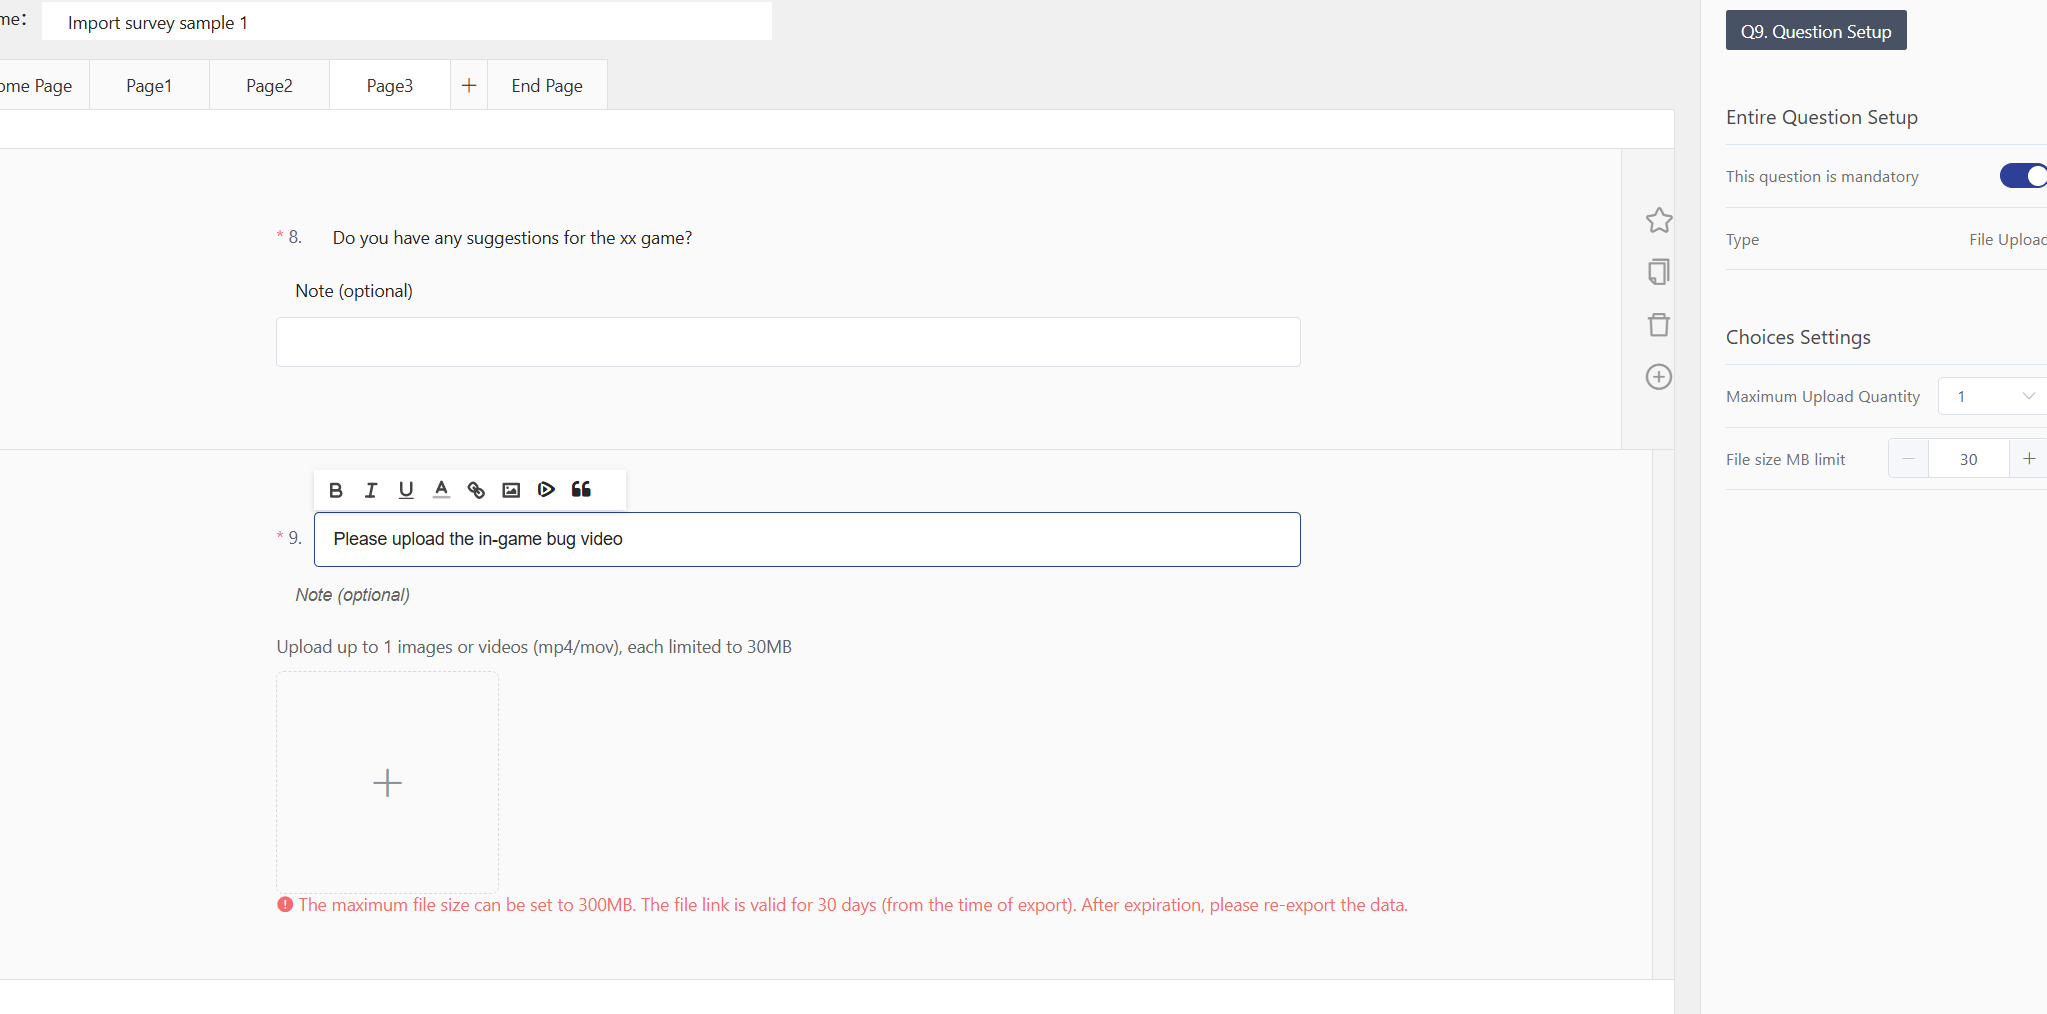 me:
Import survey sample 1
ome Page
Page1
Page2
Page3
+
End Page
* 8.
Do you have any suggestions for the xx game?
Note (optional)
B I U A
* 9.
Please upload the in-game bug video
Note (optional)
Upload up to 1 images or videos (mp4/mov), each limited to 30MB
The maximum file size can be set to 300MB. The file link is valid for 30 days (from the time of export). After expiration, please re-export the data.
Q9. Question Setup
Entire Question Setup
This question is mandatory
Type File Upload
Choices Settings
Maximum Upload Quantity 1
File size MB limit − 30 +